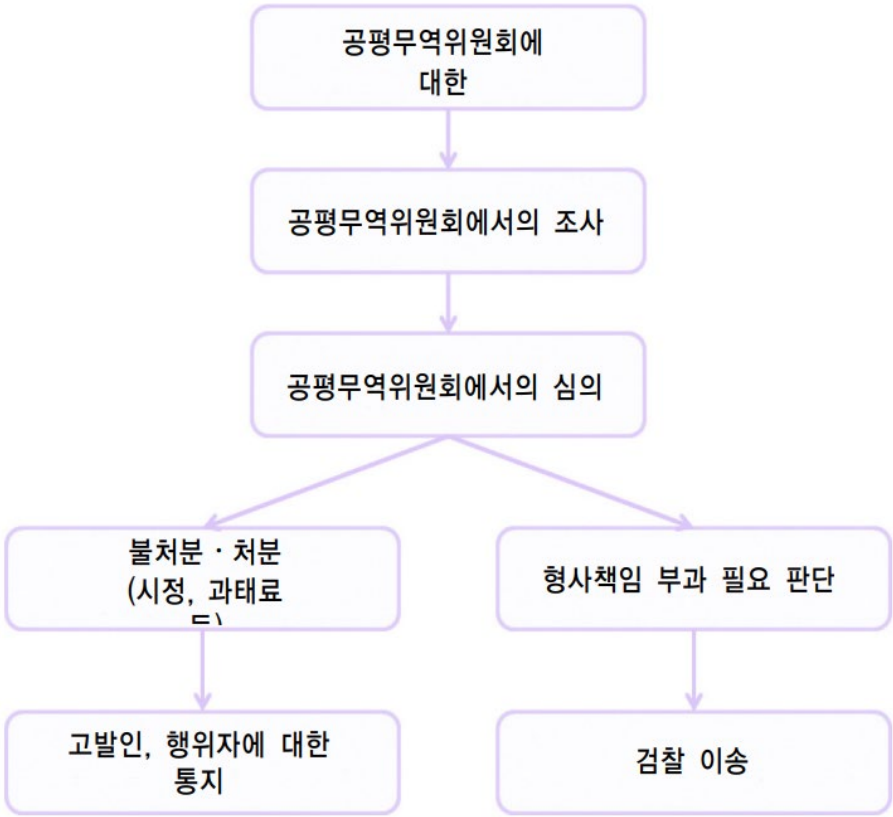 공평무역위원회에
대한
공평무역위원회에서의 조사
공평무역위원회에서의 심의
불처분 · 처분
(시정, 과태료
형사책임 부과 필요 판단
고발인, 행위자에 대한
통지
검찰 이송